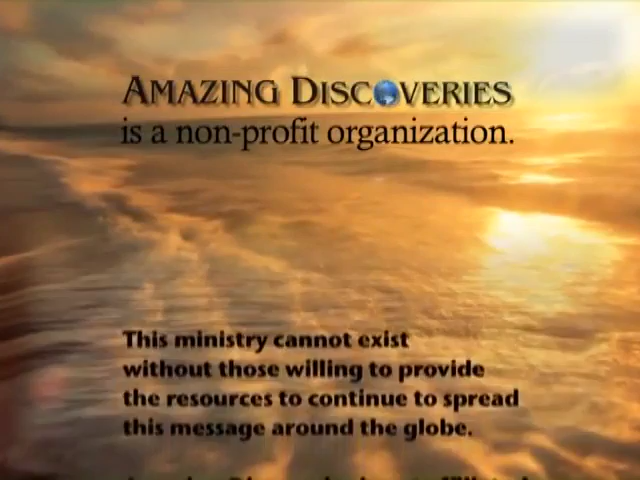 AMAZING DISCOVERIES
is a non-profit organization.
This ministry cannot exist
without those willing to provide
the resources to continue to spread
this message around the globe.